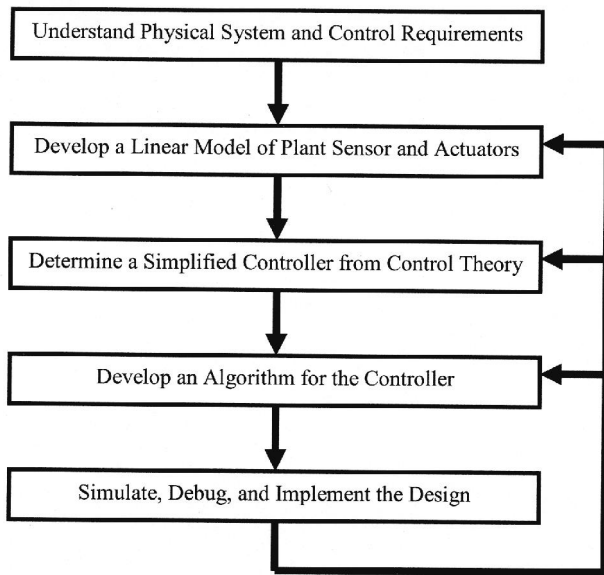 Understand Physical System and Control Requirements
Develop a Linear Model of Plant Sensor and Actuators
Determine a Simplified Controller from Control Theory
Develop an Algorithm for the Controller
Simulate, Debug, and Implement the Design